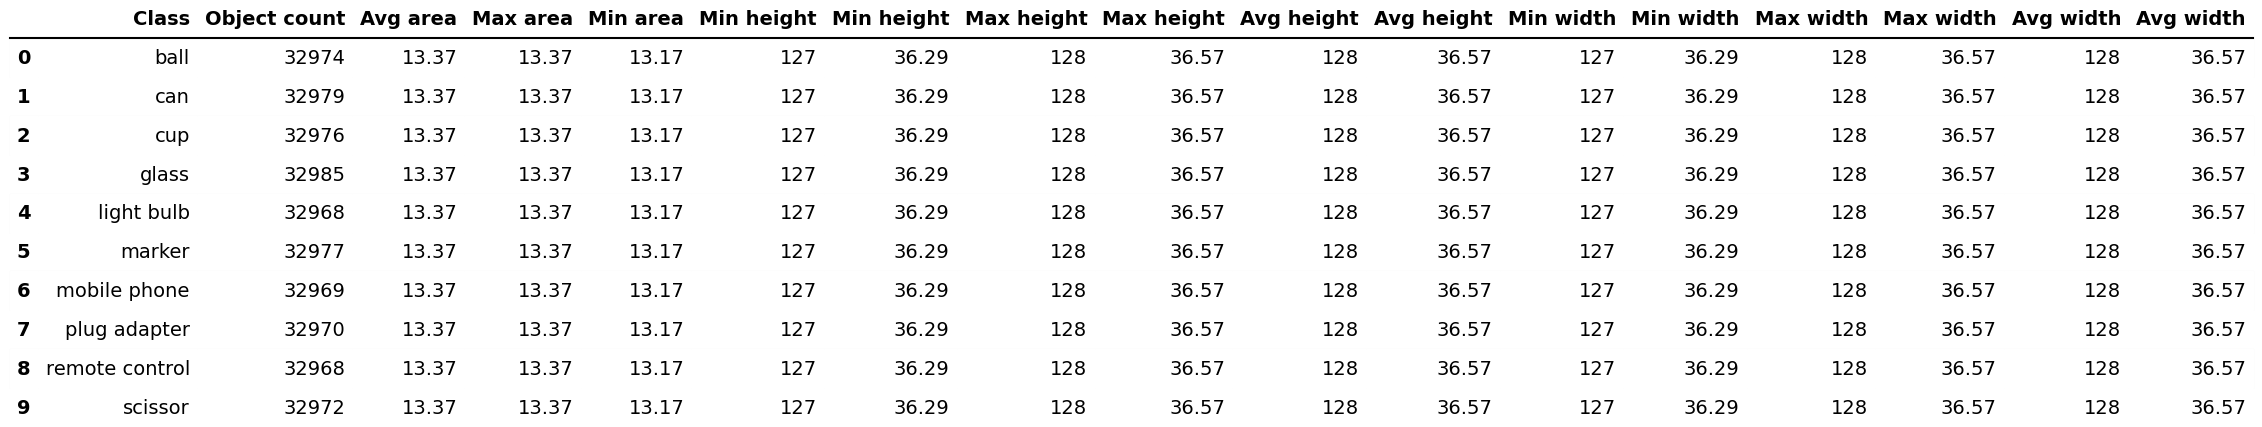 Class Object count Avg area Max area Min area Min height Min height Max height Max height Avg height Avg height Min width Min width Max width Max width Avg width Avg width
0 ball 32974 13.37 13.37 13.17 127 36.29 128 36.57 128 36.57 127 36.29 128 36.57 128 36.57
1 can 32979 13.37 13.37 13.17 127 36.29 128 36.57 128 36.57 127 36.29 128 36.57 128 36.57
2 cup 32976 13.37 13.37 13.17 127 36.29 128 36.57 128 36.57 127 36.29 128 36.57 128 36.57
3 glass 32985 13.37 13.37 13.17 127 36.29 128 36.57 128 36.57 127 36.29 128 36.57 128 36.57
4 light bulb 32968 13.37 13.37 13.17 127 36.29 128 36.57 128 36.57 127 36.29 128 36.57 128 36.57
5 marker 32977 13.37 13.37 13.17 127 36.29 128 36.57 128 36.57 127 36.29 128 36.57 128 36.57
6 mobile phone 32969 13.37 13.37 13.17 127 36.29 128 36.57 128 36.57 127 36.29 128 36.57 128 36.57
7 plug adapter 32970 13.37 13.37 13.17 127 36.29 128 36.57 128 36.57 127 36.29 128 36.57 128 36.57
8 remote control 32968 13.37 13.37 13.17 127 36.29 128 36.57 128 36.57 127 36.29 128 36.57 128 36.57
9 scissor 32972 13.37 13.37 13.17 127 36.29 128 36.57 128 36.57 127 36.29 128 36.57 128 36.57